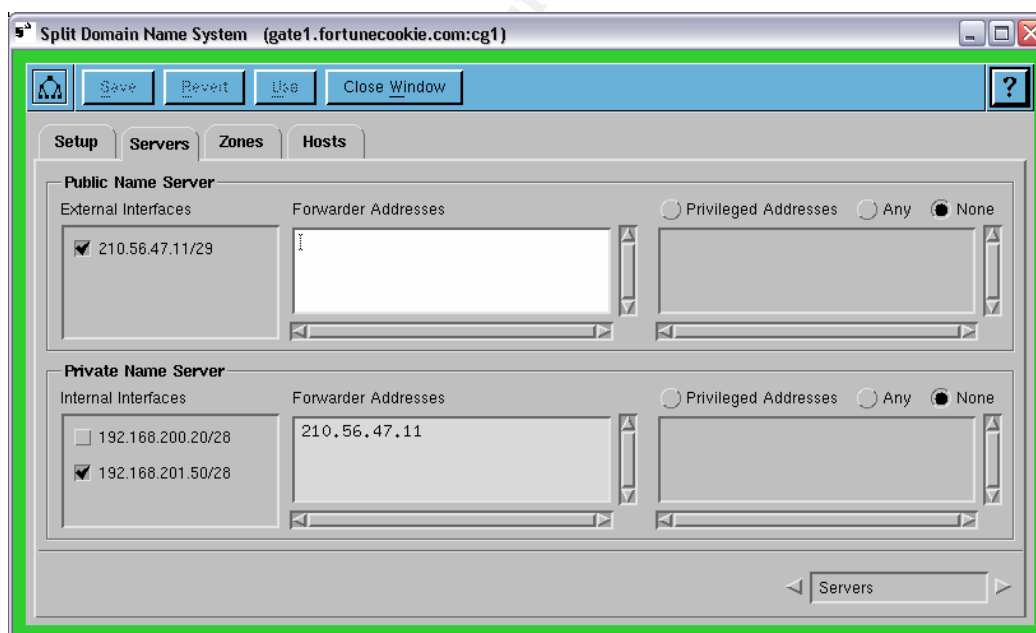 Split Domain Name System (gate1.fortunecookie.com:cg1)
Save Revert Use Close Window ?
Setup Servers Zones Hosts
Public Name Server
External Interfaces Forwarder Addresses Privileged Addresses Any None
210.56.47.11/29
Private Name Server
Internal Interfaces Forwarder Addresses Privileged Addresses Any None
192.168.200.20/28 210.56.47.11
192.168.201.50/28
Servers